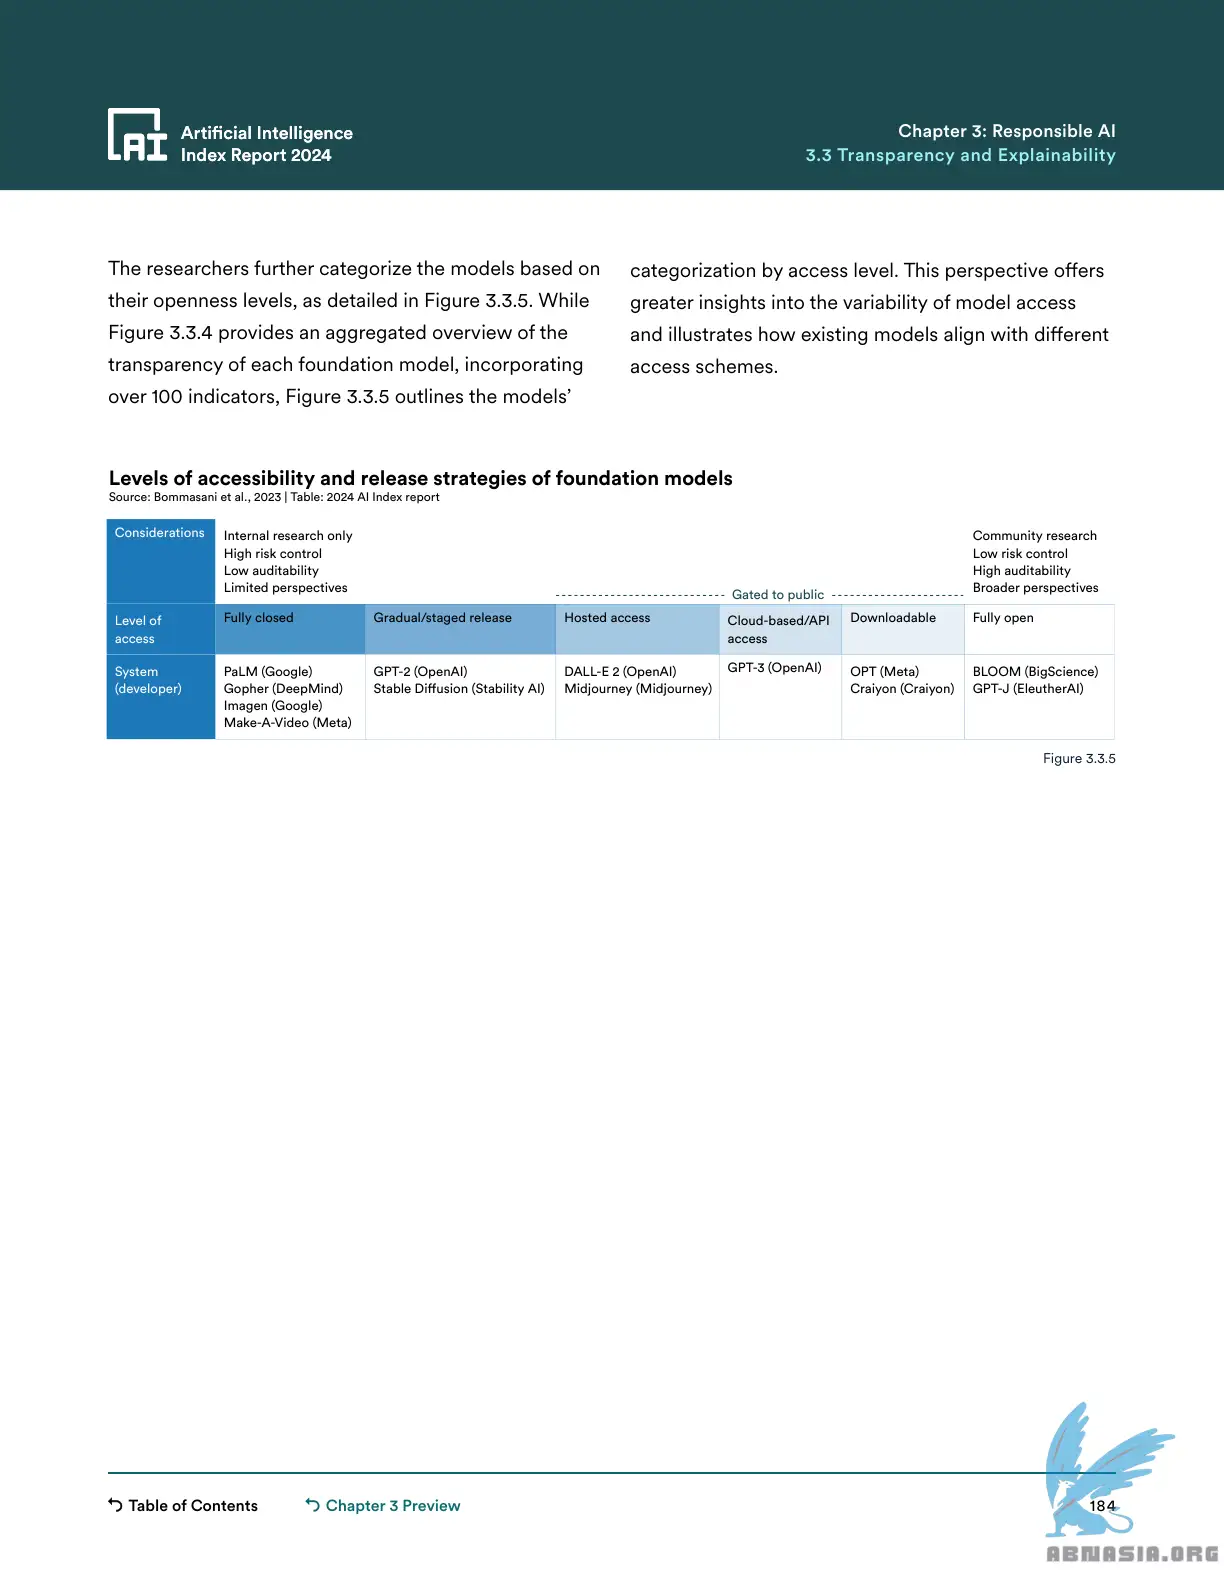 Artificial Intelligence
Index Report 2024
Chapter 3: Responsible AI
3.3 Transparency and Explainability
The researchers further categorize the models based on
their openness levels, as detailed in Figure 3.3.5. While
Figure 3.3.4 provides an aggregated overview of the
transparency of each foundation model, incorporating
over 100 indicators, Figure 3.3.5 outlines the models’
categorization by access level. This perspective offers
greater insights into the variability of model access
and illustrates how existing models align with different
access schemes.
Levels of accessibility and release strategies of foundation models
Source: Bommasani et al., 2023 | Table: 2024 AI Index report
Considerations
Internal research only
High risk control
Low auditability
Limited perspectives
Gated to public
Community research
Low risk control
High auditability
Broader perspectives
Level of
access
Fully closed
Gradual/staged release
Hosted access
Cloud-based/API
access
Downloadable
Fully open
System
(developer)
PaLM (Google)
Gopher (DeepMind)
Imagen (Google)
Make-A-Video (Meta)
GPT-2 (OpenAI)
Stable Diffusion (Stability AI)
DALL-E 2 (OpenAI)
Midjourney (Midjourney)
GPT-3 (OpenAI)
OPT (Meta)
Craiyon (Craiyon)
BLOOM (BigScience)
GPT-J (EleutherAI)
Figure 3.3.5
Table of Contents
Chapter 3 Preview
184
ABNASIA.ORG